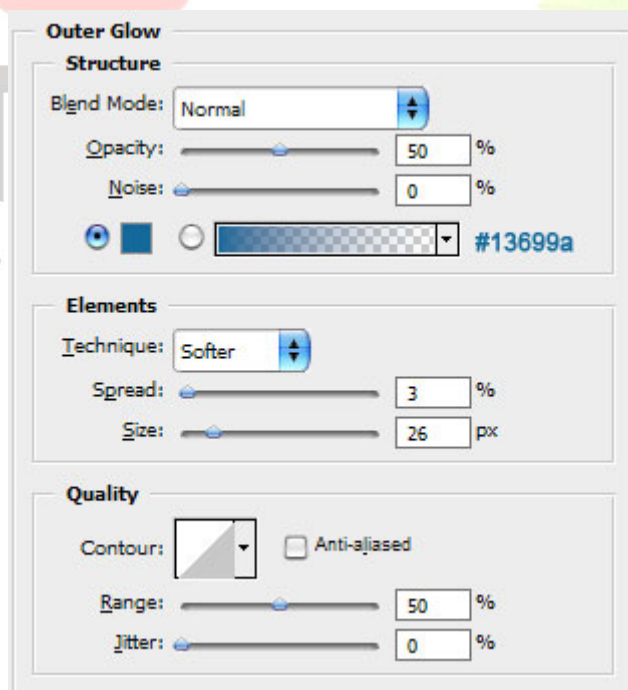 Outer Glow
Structure
Blend Mode: Normal
Opacity: 50 %
Noise: 0 %
#13699a
Elements
Technique: Softer
Spread: 3 %
Size: 26 px
Quality
Contour: Anti-aliased
Range: 50 %
Jitter: 0 %